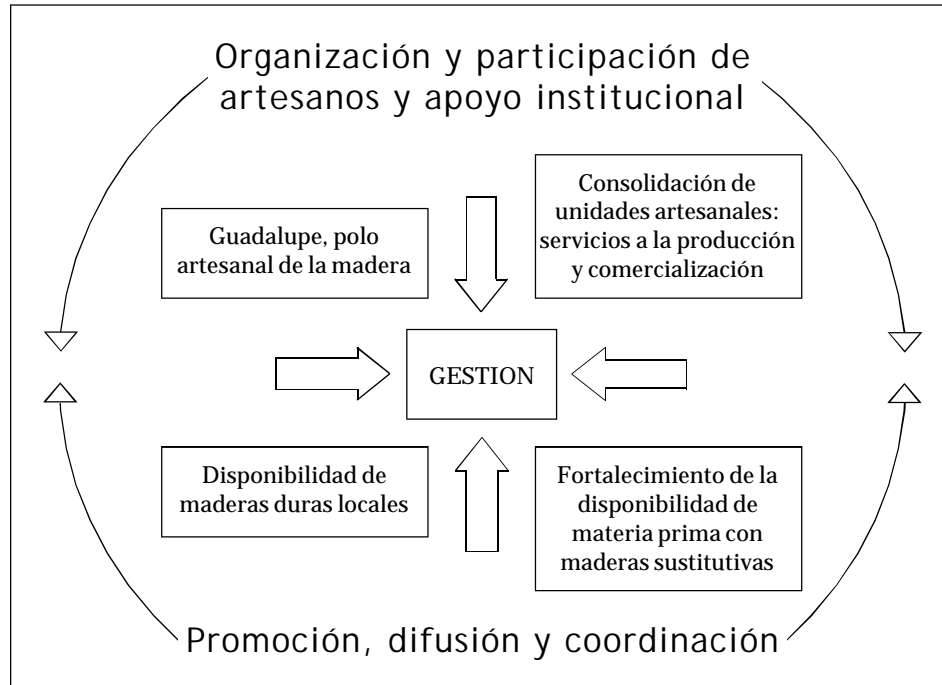 Organización y participación de
artesanos y apoyo institucional
Guadalupe, polo
artesanal de la madera
Consolidación de
unidades artesanales:
servicios a la producción
y comercialización
GESTION
Disponibilidad de
maderas duras locales
Fortalecimiento de la
disponibilidad de
materia prima con
maderas sustitutivas
Promoción, difusión y coordinación